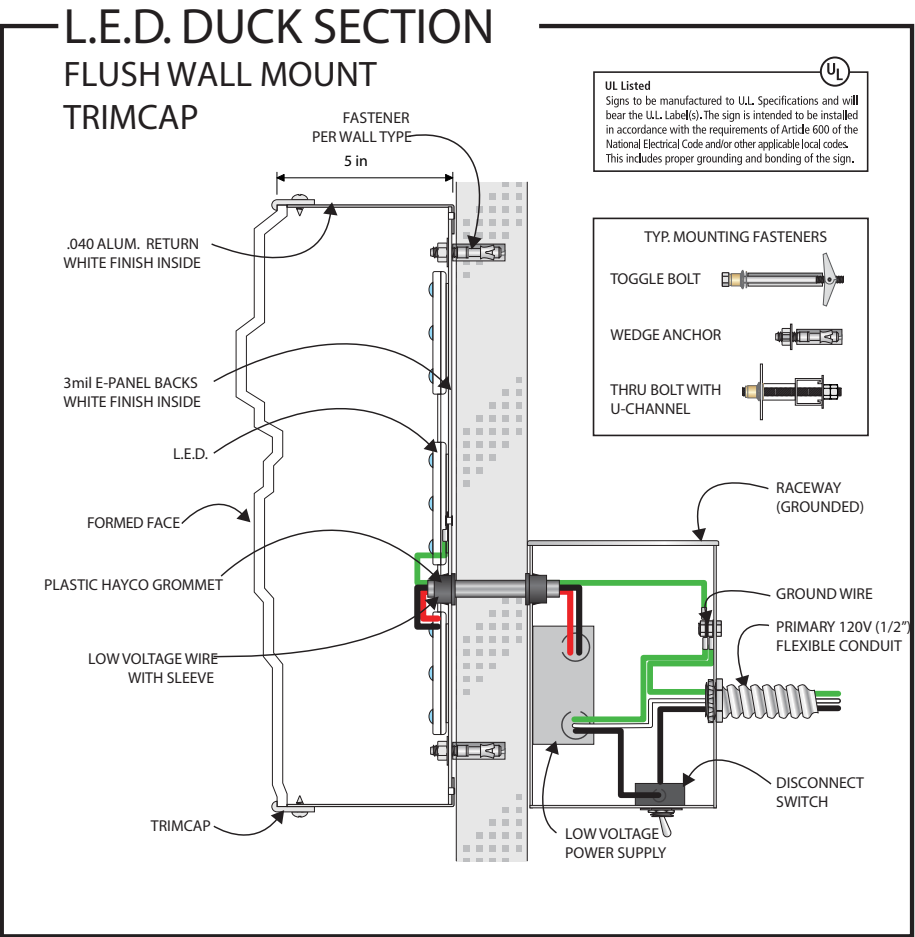 L.E.D. DUCK SECTION
FLUSH WALL MOUNT
TRIMCAP
UL
UL Listed
Signs to be manufactured to U.L. Specifications and will
bear the U.L. Label(s). The sign is intended to be installed
in accordance with the requirements of Article 600 of the
National Electrical Code and/or other applicable local codes.
This includes proper grounding and bonding of the sign.
FASTENER
PER WALL TYPE
5 in
.040 ALUM. RETURN
WHITE FINISH INSIDE
3mil E-PANEL BACKS
WHITE FINISH INSIDE
L.E.D.
FORMED FACE
PLASTIC HAYCO GROMMET
LOW VOLTAGE WIRE
WITH SLEEVE
TRIMCAP
TYP. MOUNTING FASTENERS
TOGGLE BOLT
WEDGE ANCHOR
THRU BOLT WITH
U-CHANNEL
RACEWAY
(GROUNDED)
GROUND WIRE
PRIMARY 120V (1/2")
FLEXIBLE CONDUIT
DISCONNECT
SWITCH
LOW VOLTAGE
POWER SUPPLY